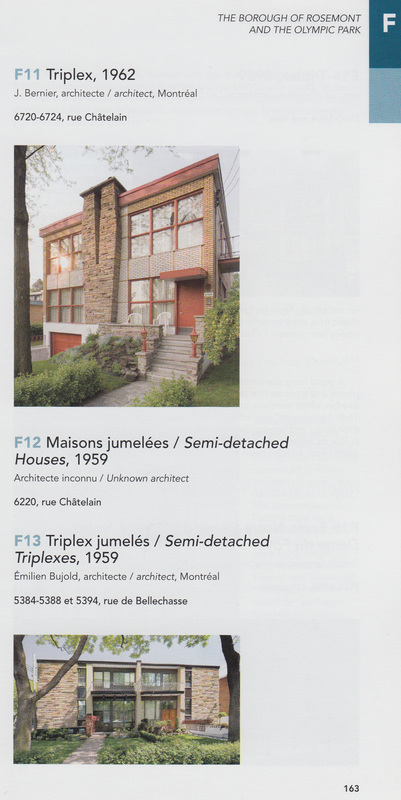 THE BOROUGH OF ROSEMONT
AND THE OLYMPIC PARK
F
F11 Triplex, 1962
J. Bernier, architecte / architect, Montréal
6720-6724, rue Châtelain
F12 Maisons jumelées / Semi-detached
Houses, 1959
Architecte inconnu / Unknown architect
6220, rue Châtelain
F13 Triplex jumelés / Semi-detached
Triplexes, 1959
Émilien Bujold, architecte / architect, Montréal
5384-5388 et 5394, rue de Bellechasse
163